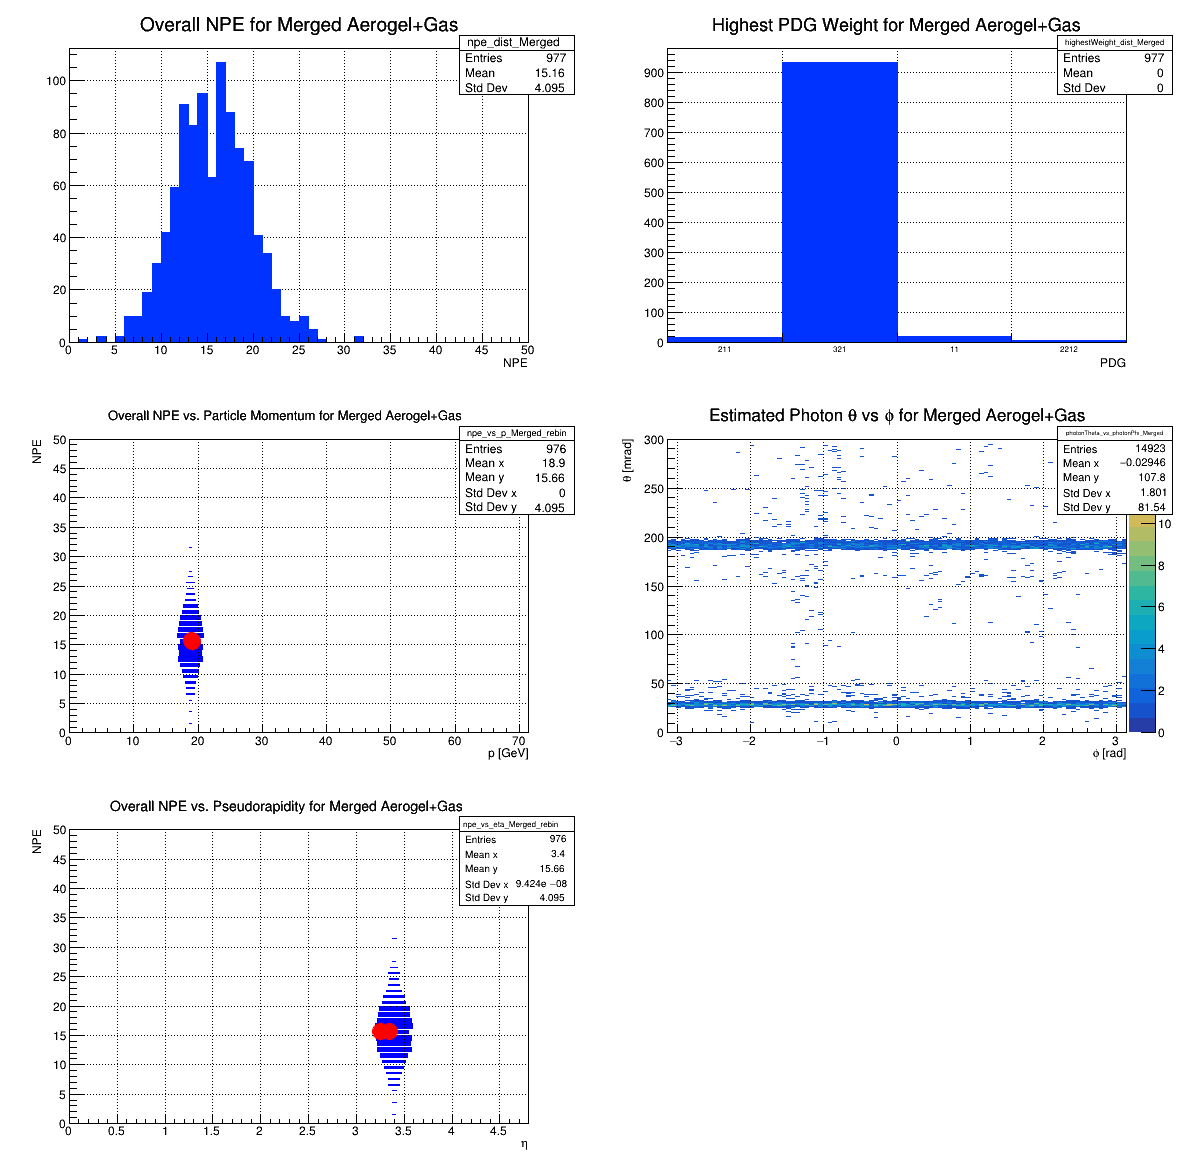 Overall NPE for Merged Aerogel+Gas
npe_dist_Merged
Entries 977
Mean 15.16
Std Dev 4.095
100
80
60
40
20
0
0 5 10 15 20 25 30 35 40 45 50
NPE
Highest PDG Weight for Merged Aerogel+Gas
highestWeight_dist_Merged
Entries 977
Mean 0
Std Dev 0
900
800
700
600
500
400
300
200
100
0
211 321 11 2212
PDG
Overall NPE vs. Particle Momentum for Merged Aerogel+Gas
NPE
npe_vs_p_Merged_rebin
Entries 976
Mean x 18.9
Mean y 15.66
Std Dev x 0
Std Dev y 4.095
50
45
40
35
30
25
20
15
10
5
0
0 10 20 30 40 50 60 70
p [GeV]
Estimated Photon θ vs ϕ for Merged Aerogel+Gas
θ [mrad]
photonTheta_vs_photonPhi_Merged
Entries 14923
Mean x −0.02946
Mean y 107.8
Std Dev x 1.801
Std Dev y 81.54
300
250
200
150
100
50
0
−3 −2 −1 0 1 2 3
ϕ [rad]
10
8
6
4
2
0
Overall NPE vs. Pseudorapidity for Merged Aerogel+Gas
NPE
npe_vs_eta_Merged_rebin
Entries 976
Mean x 3.4
Mean y 15.66
Std Dev x 9.424e −08
Std Dev y 4.095
50
45
40
35
30
25
20
15
10
5
0
0 0.5 1 1.5 2 2.5 3 3.5 4 4.5
η